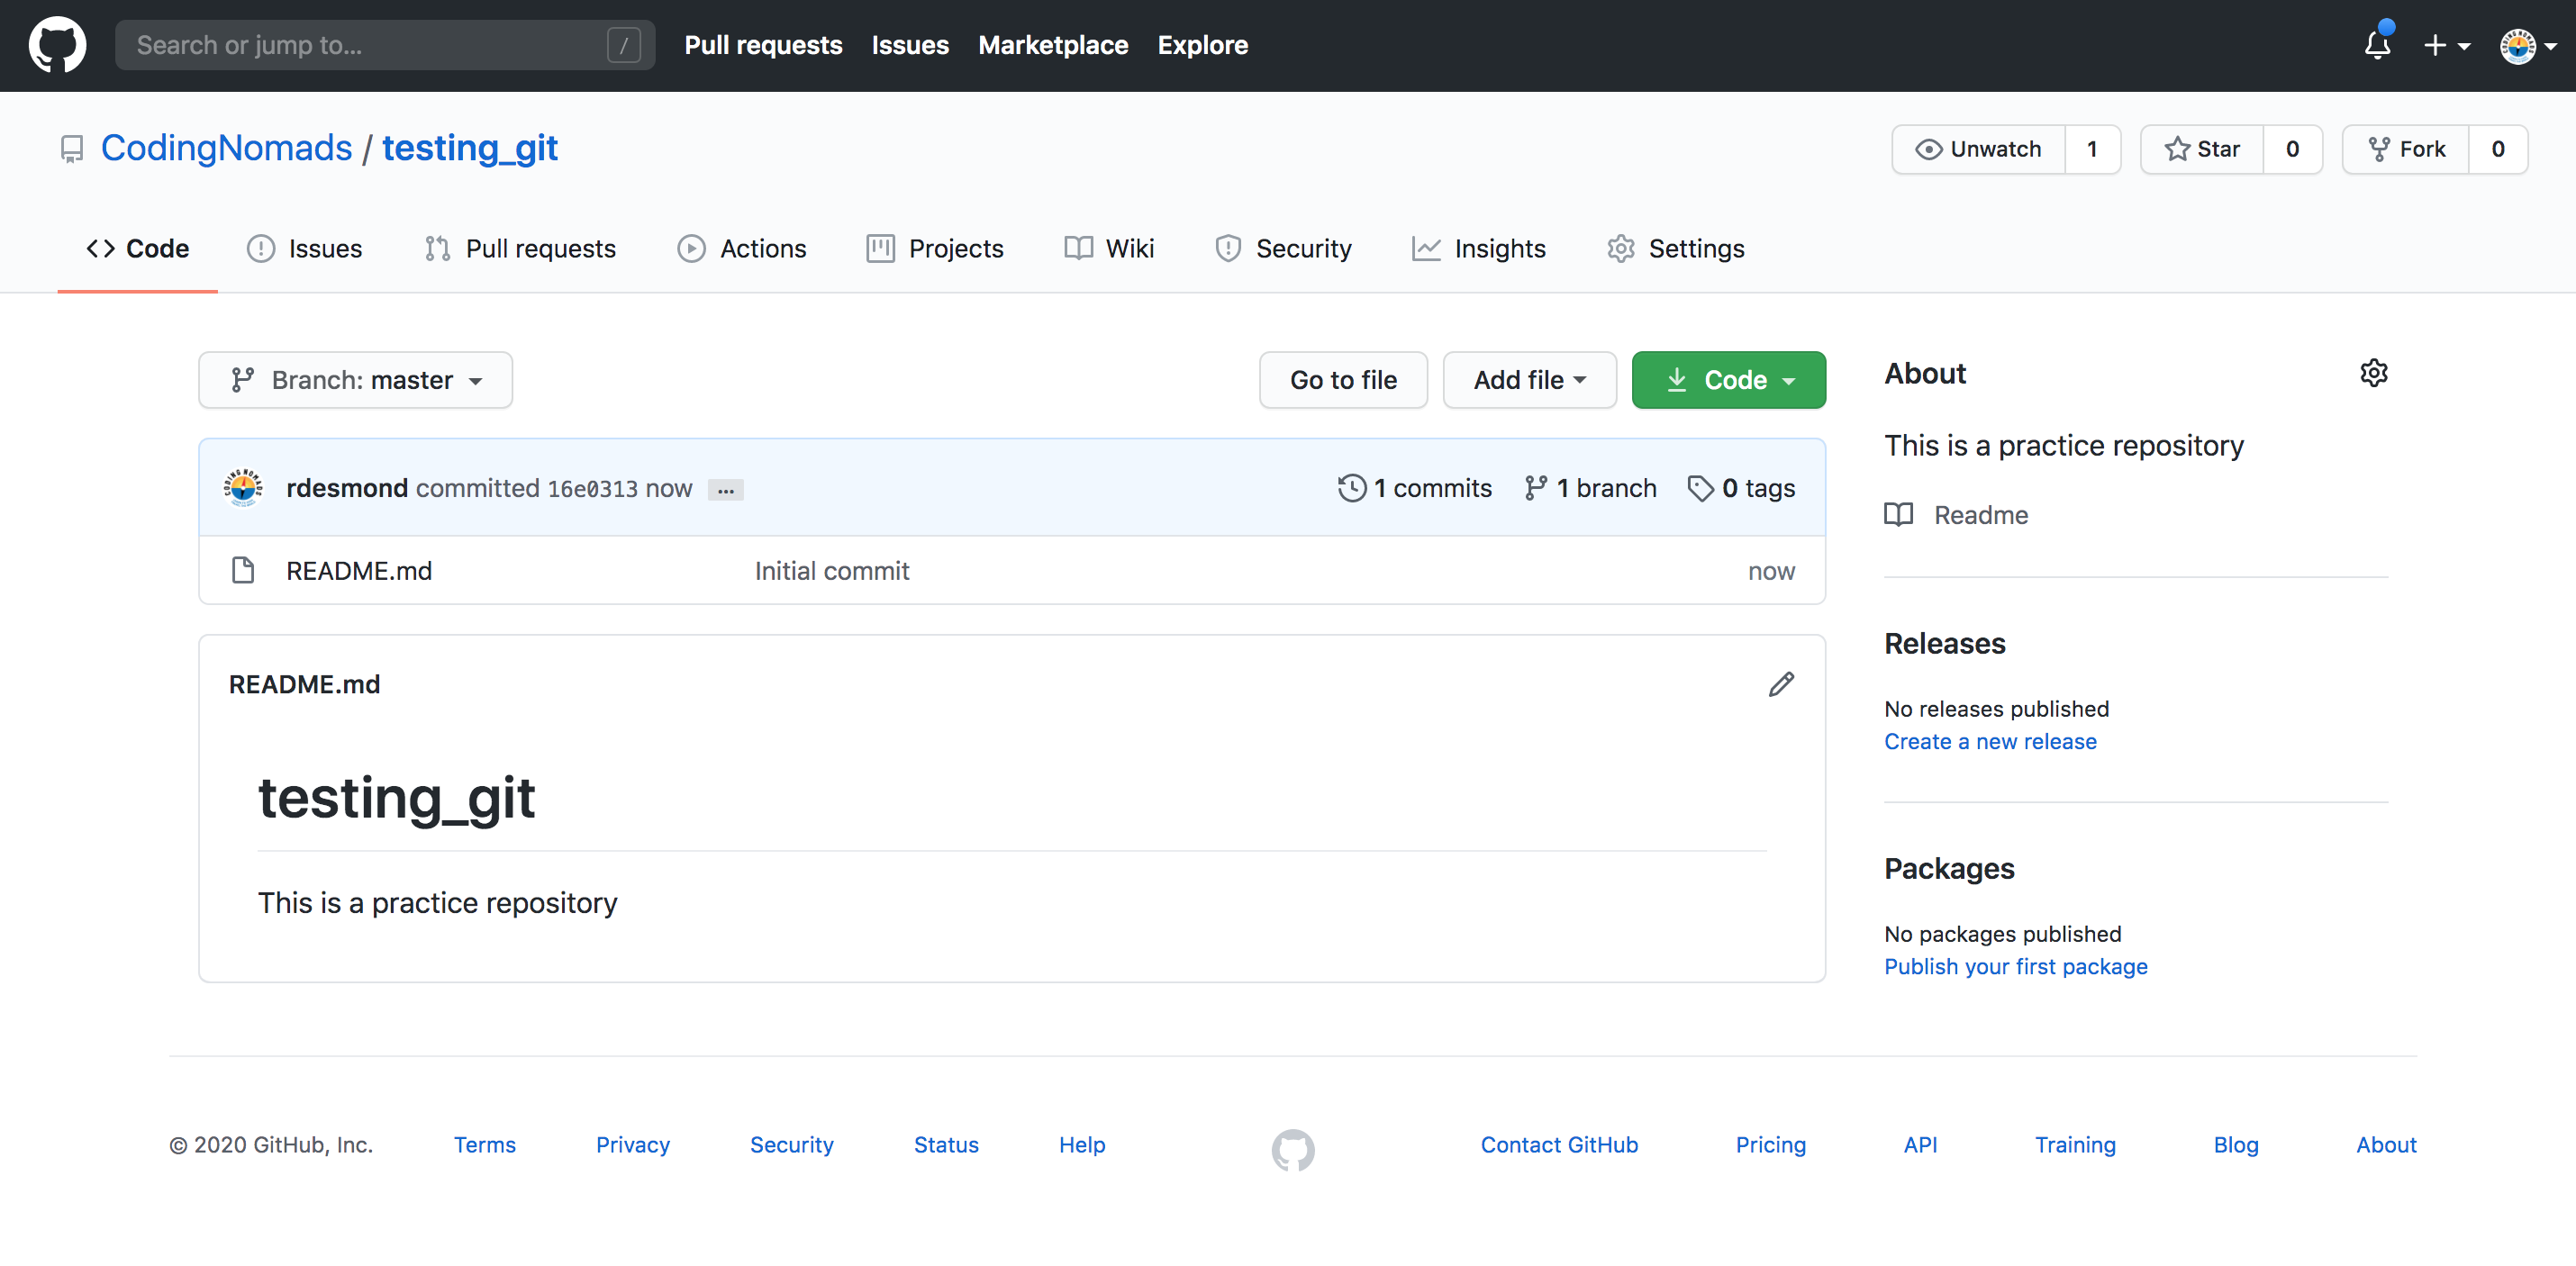 Search or jump to... /
Pull requests Issues Marketplace Explore
CodingNomads / testing_git
Unwatch 1 Star 0 Fork 0
Code Issues Pull requests Actions Projects Wiki Security Insights Settings
Branch: master Go to file Add file Code
rdesmond committed 16e0313 now ... 1 commits 1 branch 0 tags
README.md Initial commit now
README.md
testing_git
This is a practice repository
About
This is a practice repository
Readme
Releases
No releases published
Create a new release
Packages
No packages published
Publish your first package
© 2020 GitHub, Inc. Terms Privacy Security Status Help Contact GitHub Pricing API Training Blog About